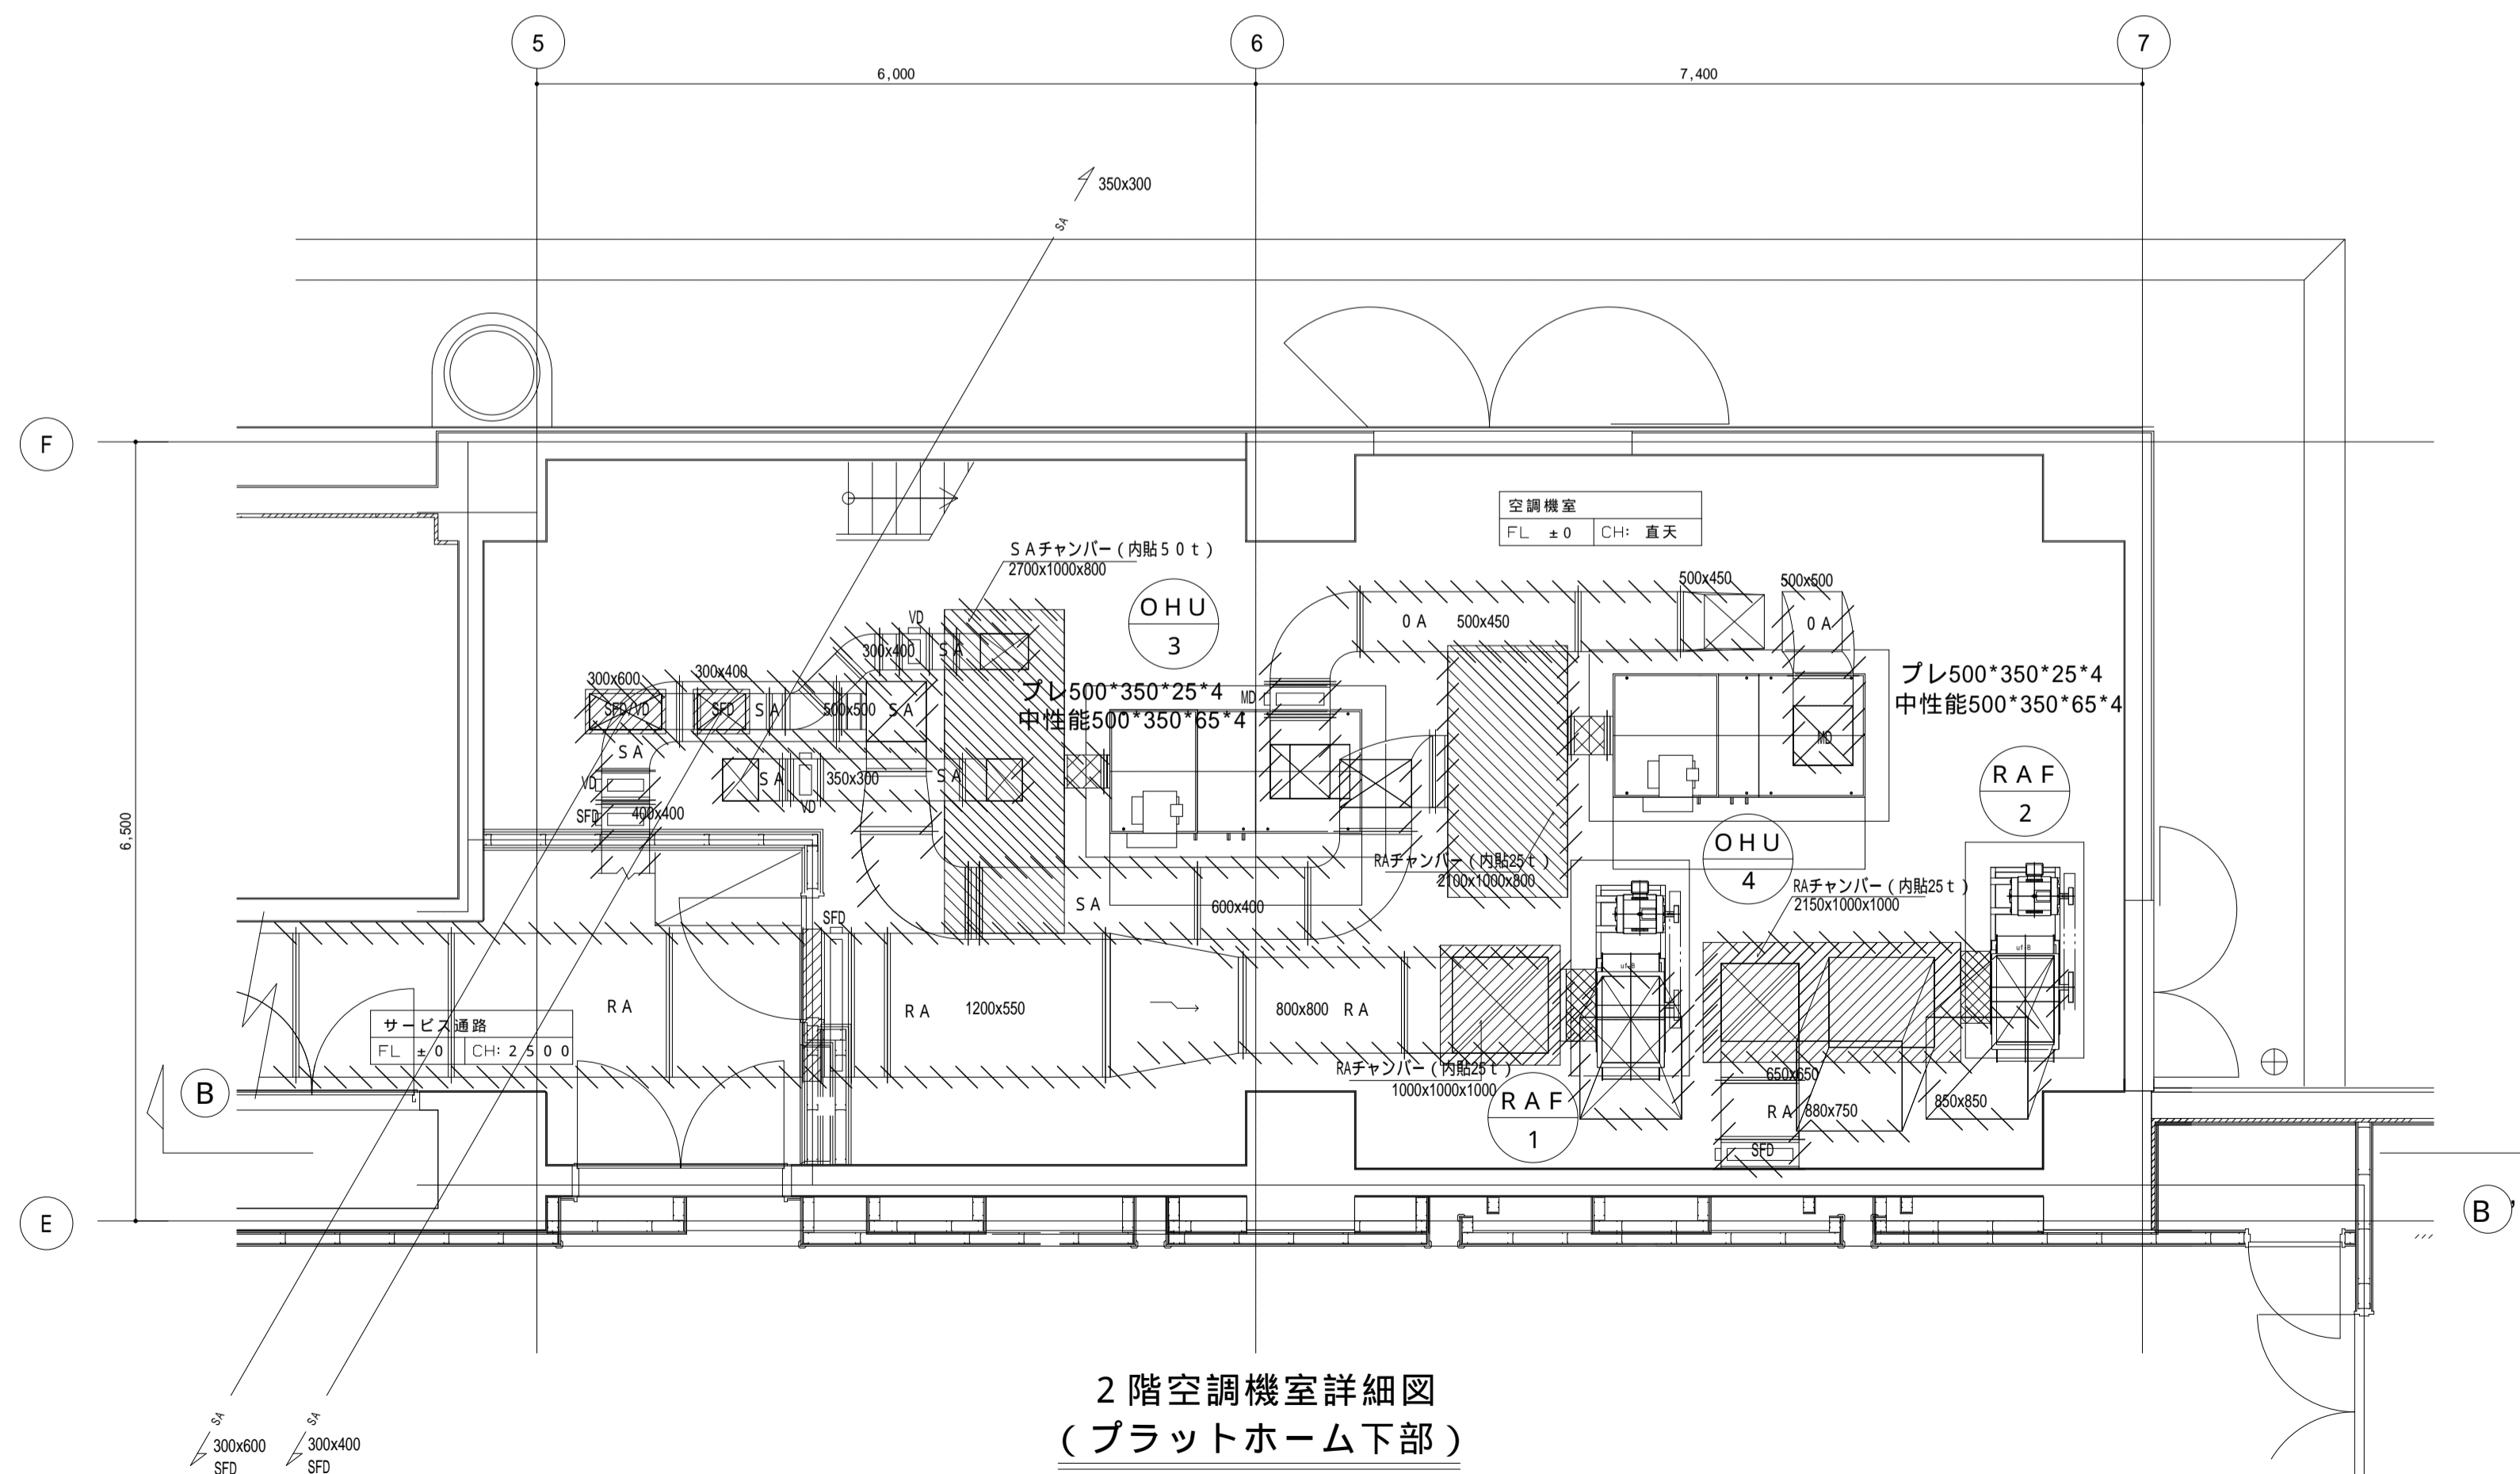 5
6
7
6,000
7,400
350x300
SA
F
空調機室
FL ±0 CH: 直天
SAチャンバー(内貼50t)
2700x1000x800
OHU
3
500x450
500x500
OA 500x450
OA
VD
300x400
SA
300x600
300x400
SFD/VD
SFD
SA
500x500
SA
プレ500*350*25*4
中性能500*350*65*4
MD
プレ500*350*25*4
中性能500*350*65*4
MD
SA
VD
SA
350x300
SA
VD
SFD
400x400
RAF
2
6,500
OHU
4
RAチャンバー(内貼25t)
2100x1000x800
RAチャンバー(内貼25t)
2150x1000x1000
SA
600x400
SFD
RA
RA
1200x550
800x800 RA
サービス通路
FL ±0 CH: 2500
RAチャンバー(内貼25t)
1000x1000x1000
RAF
1
650x650
RA
880x750
850x850
SFD
B
E
B'
2階空調機室詳細図
(プラットホーム下部)
SA
300x600
SFD
SA
300x400
SFD